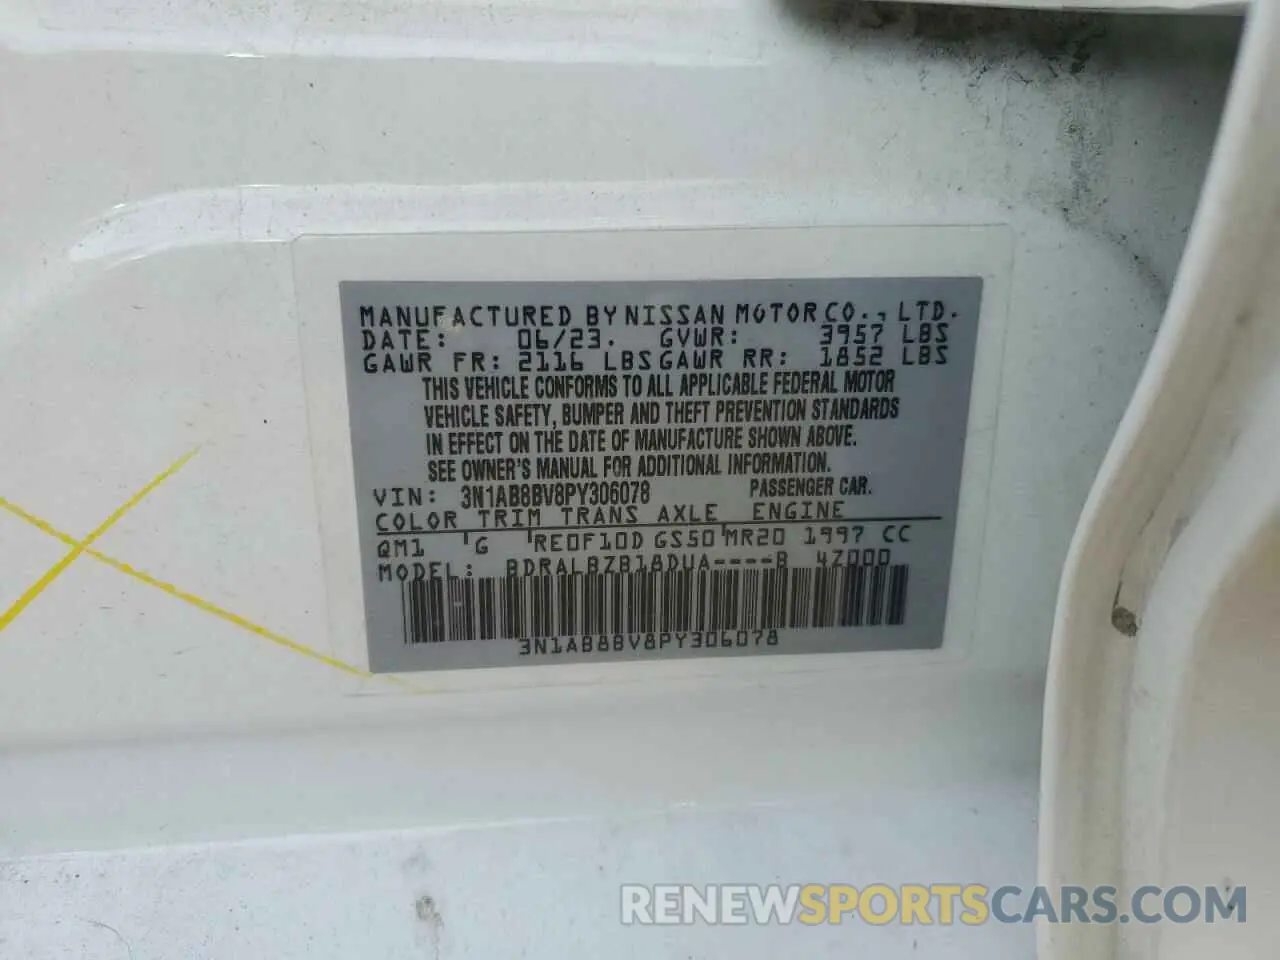 MANUFACTURED BY NISSAN MOTOR CO., LTD.
DATE: 06/23. GVWR: 3957 LBS
GAWR FR: 2116 LBS GAWR RR: 1852 LBS
THIS VEHICLE CONFORMS TO ALL APPLICABLE FEDERAL MOTOR
VEHICLE SAFETY, BUMPER AND THEFT PREVENTION STANDARDS
IN EFFECT ON THE DATE OF MANUFACTURE SHOWN ABOVE.
SEE OWNER'S MANUAL FOR ADDITIONAL INFORMATION.
VIN: 3N1AB8BV8PY306078 PASSENGER CAR.
COLOR TRIM TRANS AXLE ENGINE
QM1 G RE0F10D GS50 MR20 1997 CC
MODEL: BDRALBZB18DUA----B 4Z000
3N1AB8BV8PY306078
RENEWSPORTSCARS.COM